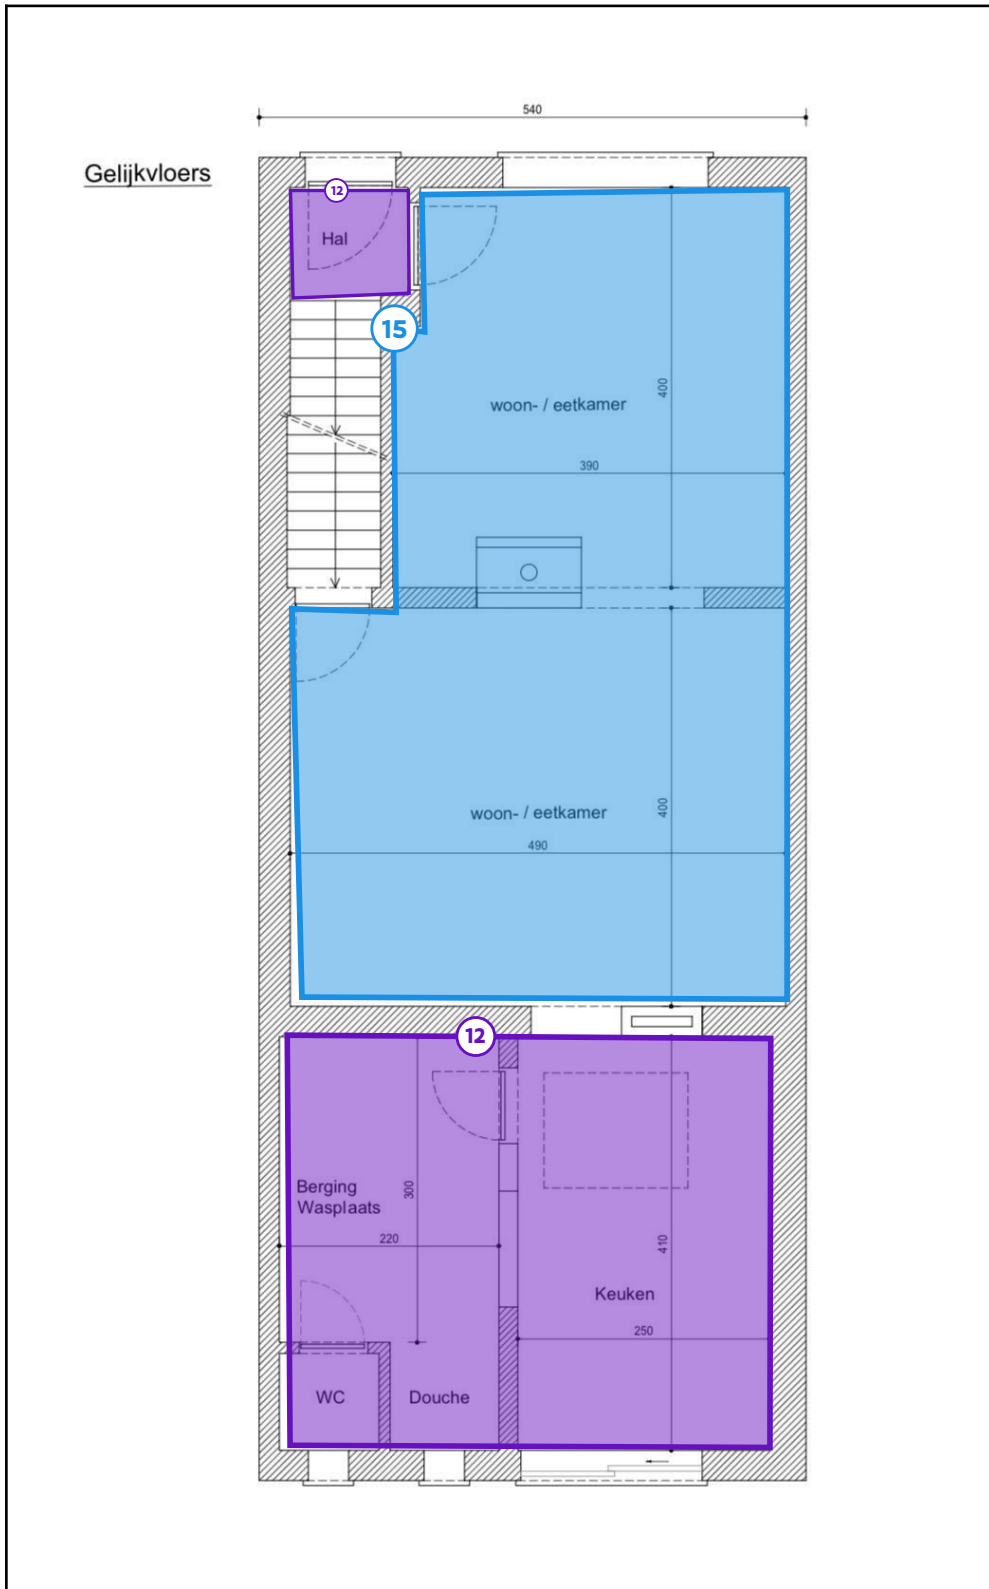 540
Gelijkvloers
12
Hal
15
woon- / eetkamer
400
390
woon- / eetkamer
400
490
12
Berging
Wasplaats
300
220
410
Keuken
250
WC
Douche